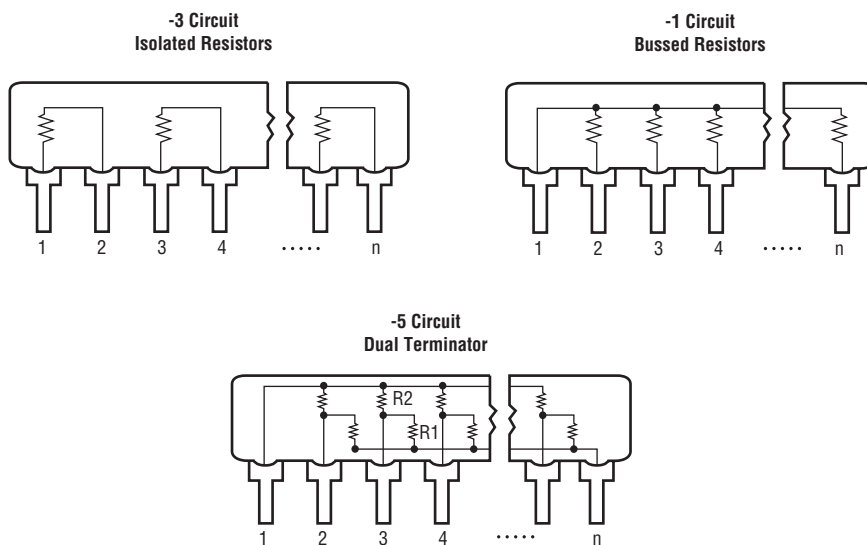 -3 Circuit
Isolated Resistors
1 2 3 4 ..... n
-1 Circuit
Bussed Resistors
1 2 3 4 ..... n
-5 Circuit
Dual Terminator
R2
R1
1 2 3 4 ..... n